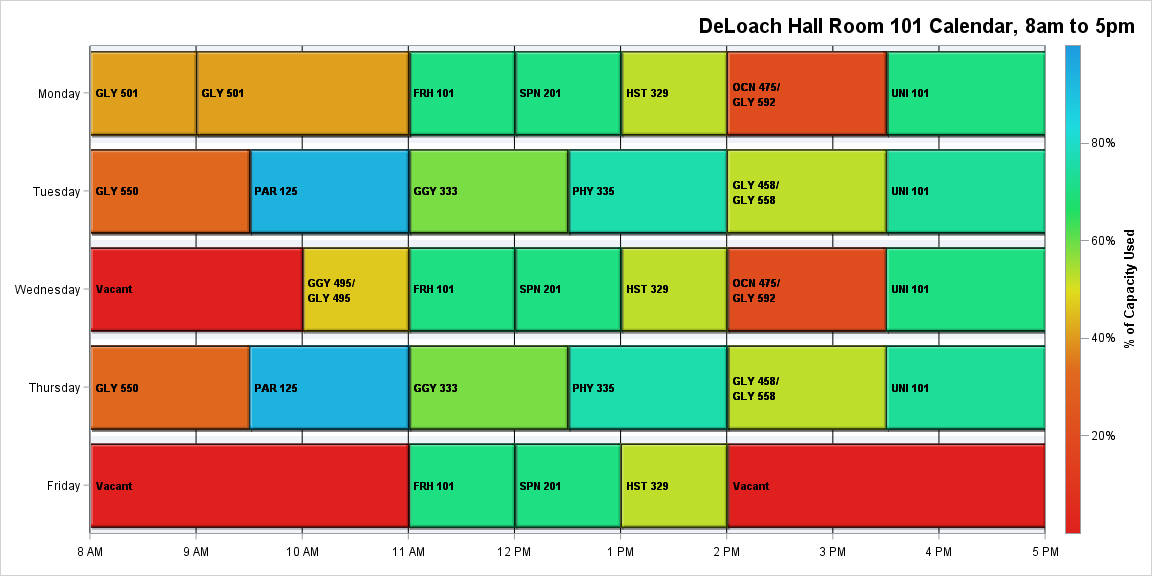 DeLoach Hall Room 101 Calendar, 8am to 5pm
Monday
GLY 501
GLY 501
FRH 101
SPN 201
HST 329
OCN 475/
GLY 592
UNI 101
Tuesday
GLY 550
PAR 125
GGY 333
PHY 335
GLY 458/
GLY 558
UNI 101
Wednesday
Vacant
GGY 495/
GLY 495
FRH 101
SPN 201
HST 329
OCN 475/
GLY 592
UNI 101
Thursday
GLY 550
PAR 125
GGY 333
PHY 335
GLY 458/
GLY 558
UNI 101
Friday
Vacant
FRH 101
SPN 201
HST 329
Vacant
8 AM
9 AM
10 AM
11 AM
12 PM
1 PM
2 PM
3 PM
4 PM
5 PM
80%
60%
40%
20%
% of Capacity Used